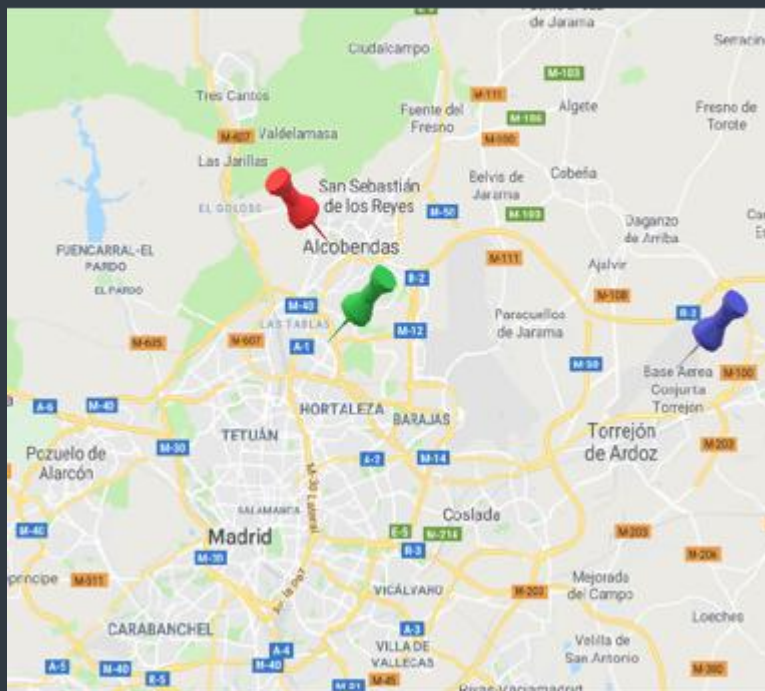 de Jarama
Ciudalcampo
Serracin
M-103
Tres Cantos
M-111
Fuente del
Fresno
M-106
Algete
Fresno de
Torote
M-607
Valdelamasa
M-100
Las Jarillas
San Sebastián
de los Reyes
Belvis de
Jarama
Cobeña
EL GOLOSO
M-50
M-103
Daganzo
de Arriba
FUENCARRAL-EL
PARDO
Alcobendas
M-111
Ajalvir
EL PARDO
R-2
M-40
M-108
LAS TABLAS
Paracuellos
de Jarama
R-2
M-605
M-607
A-1
M-12
M-50
Base Aerea
Conjurta
Torrejon
M-100
A-6
M-40
HORTALEZA
BARAJAS
TETUÁN
Torrejón
de Ardoz
M-203
Pozuelo de
Alarcón
M-30
A-2
M-14
M-30 Lateral
SALAMANCA
Coslada
M-40
Madrid
E-5
M-214
M-203
M-30
R-3
M-206
principe
M-511
VICÁLVARO
M-203
Mejorada
del Campo
Loeches
CARABANCHEL
A-3
A-4
VILLA DE
VALLECAS
Velilla de
San Antonio
A-5
M-40
R-5
M-40
M-45
M-300
Rivas-Vaciamadrid